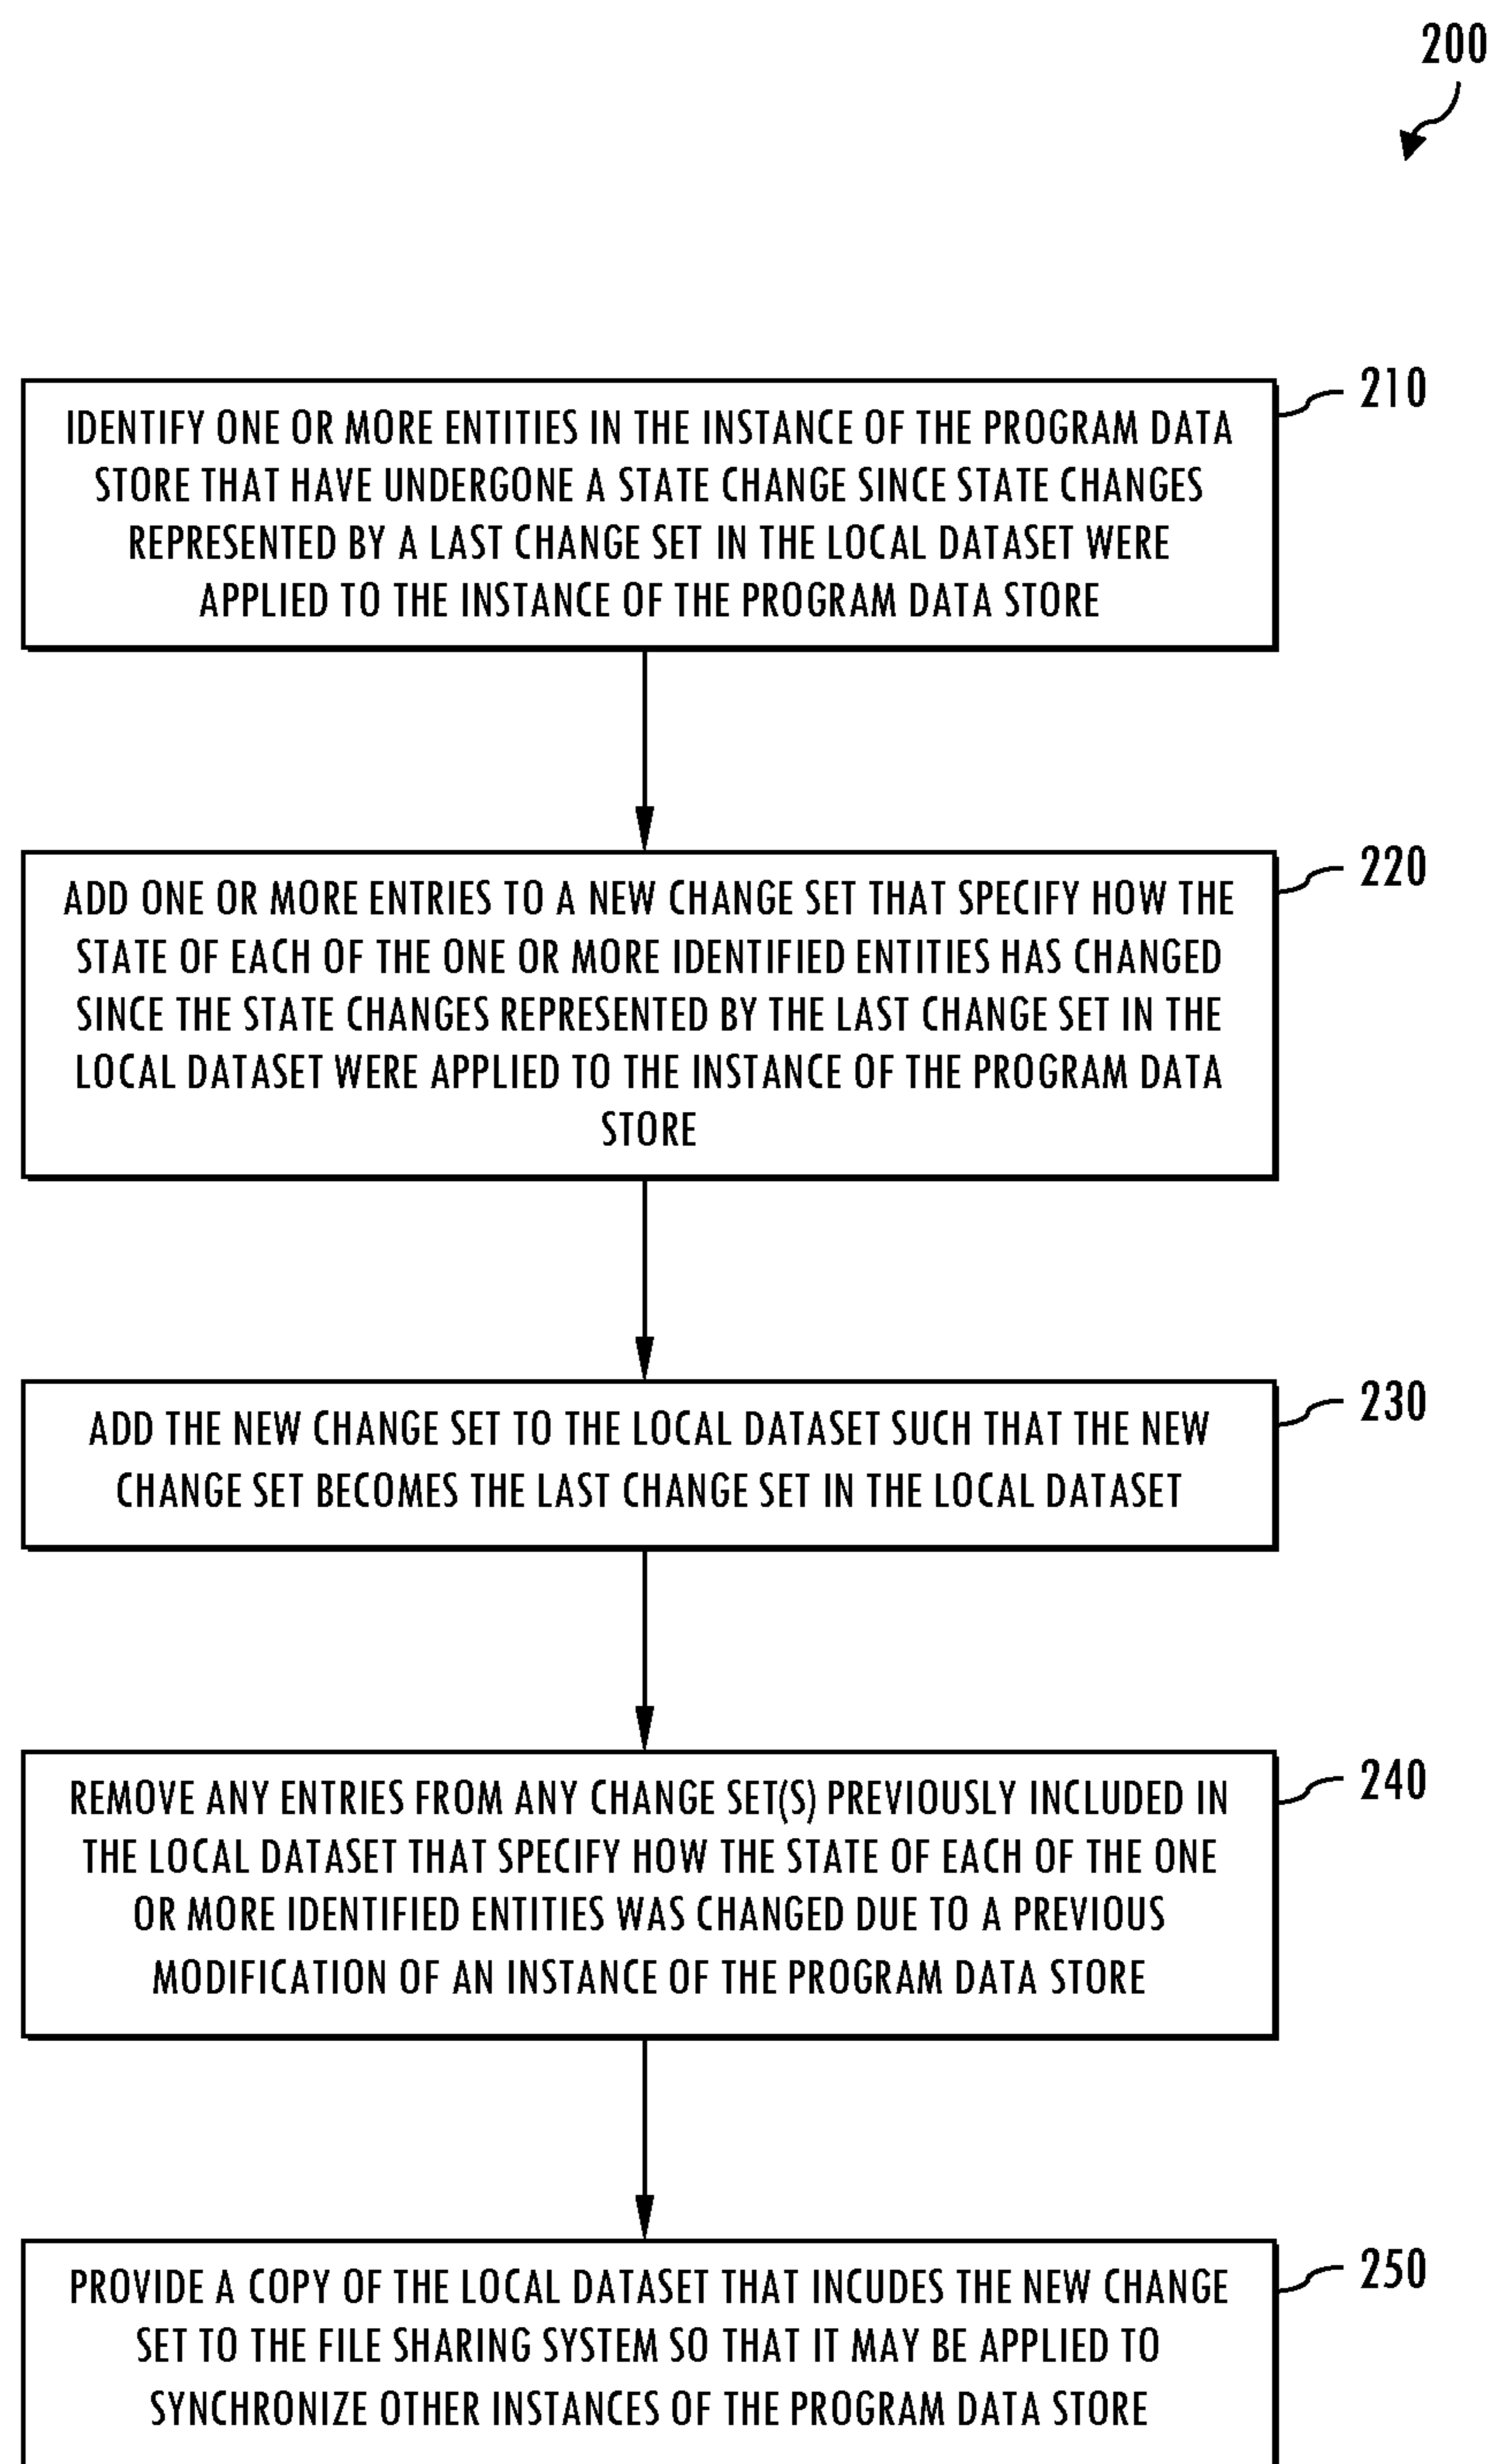 200
210
IDENTIFY ONE OR MORE ENTITIES IN THE INSTANCE OF THE PROGRAM DATA
STORE THAT HAVE UNDERGONE A STATE CHANGE SINCE STATE CHANGES
REPRESENTED BY A LAST CHANGE SET IN THE LOCAL DATASET WERE
APPLIED TO THE INSTANCE OF THE PROGRAM DATA STORE
220
ADD ONE OR MORE ENTRIES TO A NEW CHANGE SET THAT SPECIFY HOW THE
STATE OF EACH OF THE ONE OR MORE IDENTIFIED ENTITIES HAS CHANGED
SINCE THE STATE CHANGES REPRESENTED BY THE LAST CHANGE SET IN THE
LOCAL DATASET WERE APPLIED TO THE INSTANCE OF THE PROGRAM DATA
STORE
230
ADD THE NEW CHANGE SET TO THE LOCAL DATASET SUCH THAT THE NEW
CHANGE SET BECOMES THE LAST CHANGE SET IN THE LOCAL DATASET
240
REMOVE ANY ENTRIES FROM ANY CHANGE SET(S) PREVIOUSLY INCLUDED IN
THE LOCAL DATASET THAT SPECIFY HOW THE STATE OF EACH OF THE ONE
OR MORE IDENTIFIED ENTITIES WAS CHANGED DUE TO A PREVIOUS
MODIFICATION OF AN INSTANCE OF THE PROGRAM DATA STORE
250
PROVIDE A COPY OF THE LOCAL DATASET THAT INCUDES THE NEW CHANGE
SET TO THE FILE SHARING SYSTEM SO THAT IT MAY BE APPLIED TO
SYNCHRONIZE OTHER INSTANCES OF THE PROGRAM DATA STORE